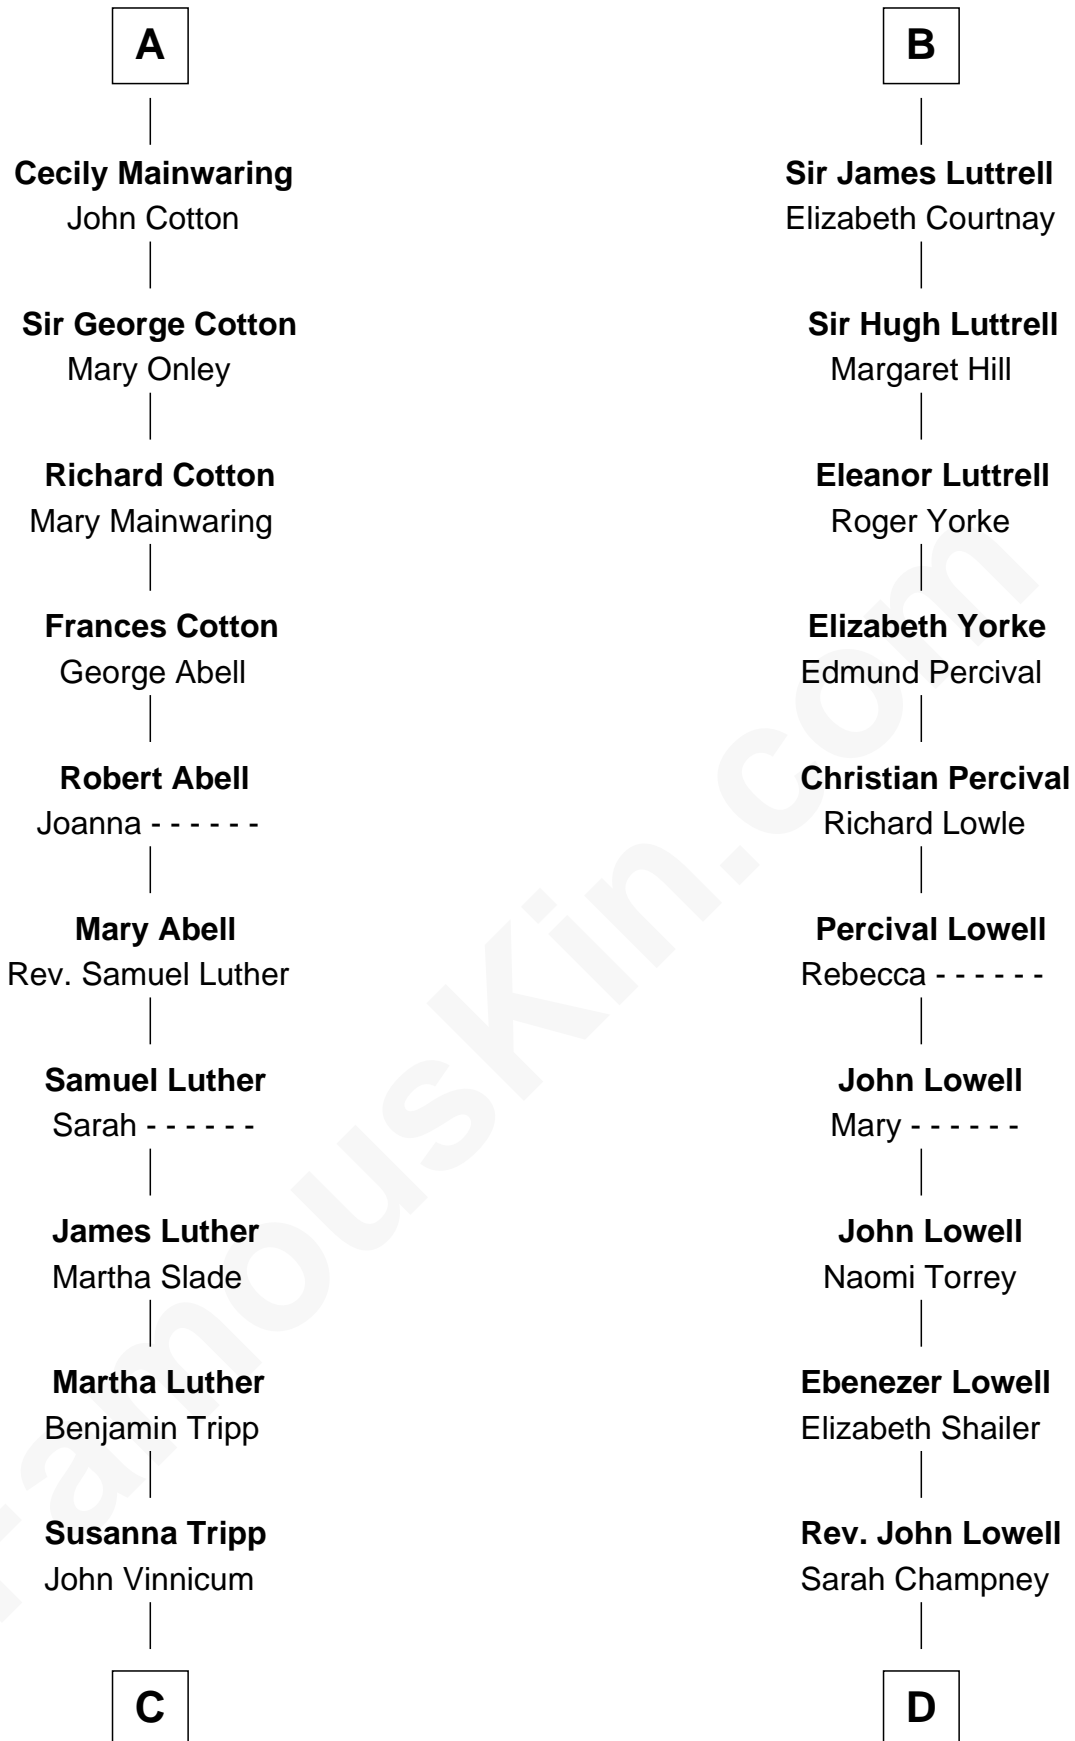 A
Cecily Mainwaring
John Cotton
Sir George Cotton
Mary Onley
Richard Cotton
Mary Mainwaring
Frances Cotton
George Abell
Robert Abell
Joanna - - - - - -
Mary Abell
Rev. Samuel Luther
Samuel Luther
Sarah - - - - - -
James Luther
Martha Slade
Martha Luther
Benjamin Tripp
Susanna Tripp
John Vinnicum
C
B
Sir James Luttrell
Elizabeth Courtnay
Sir Hugh Luttrell
Margaret Hill
Eleanor Luttrell
Roger Yorke
Elizabeth Yorke
Edmund Percival
Christian Percival
Richard Lowle
Percival Lowell
Rebecca - - - - - -
John Lowell
Mary - - - - - -
John Lowell
Naomi Torrey
Ebenezer Lowell
Elizabeth Shailer
Rev. John Lowell
Sarah Champney
D
FamousKin.com